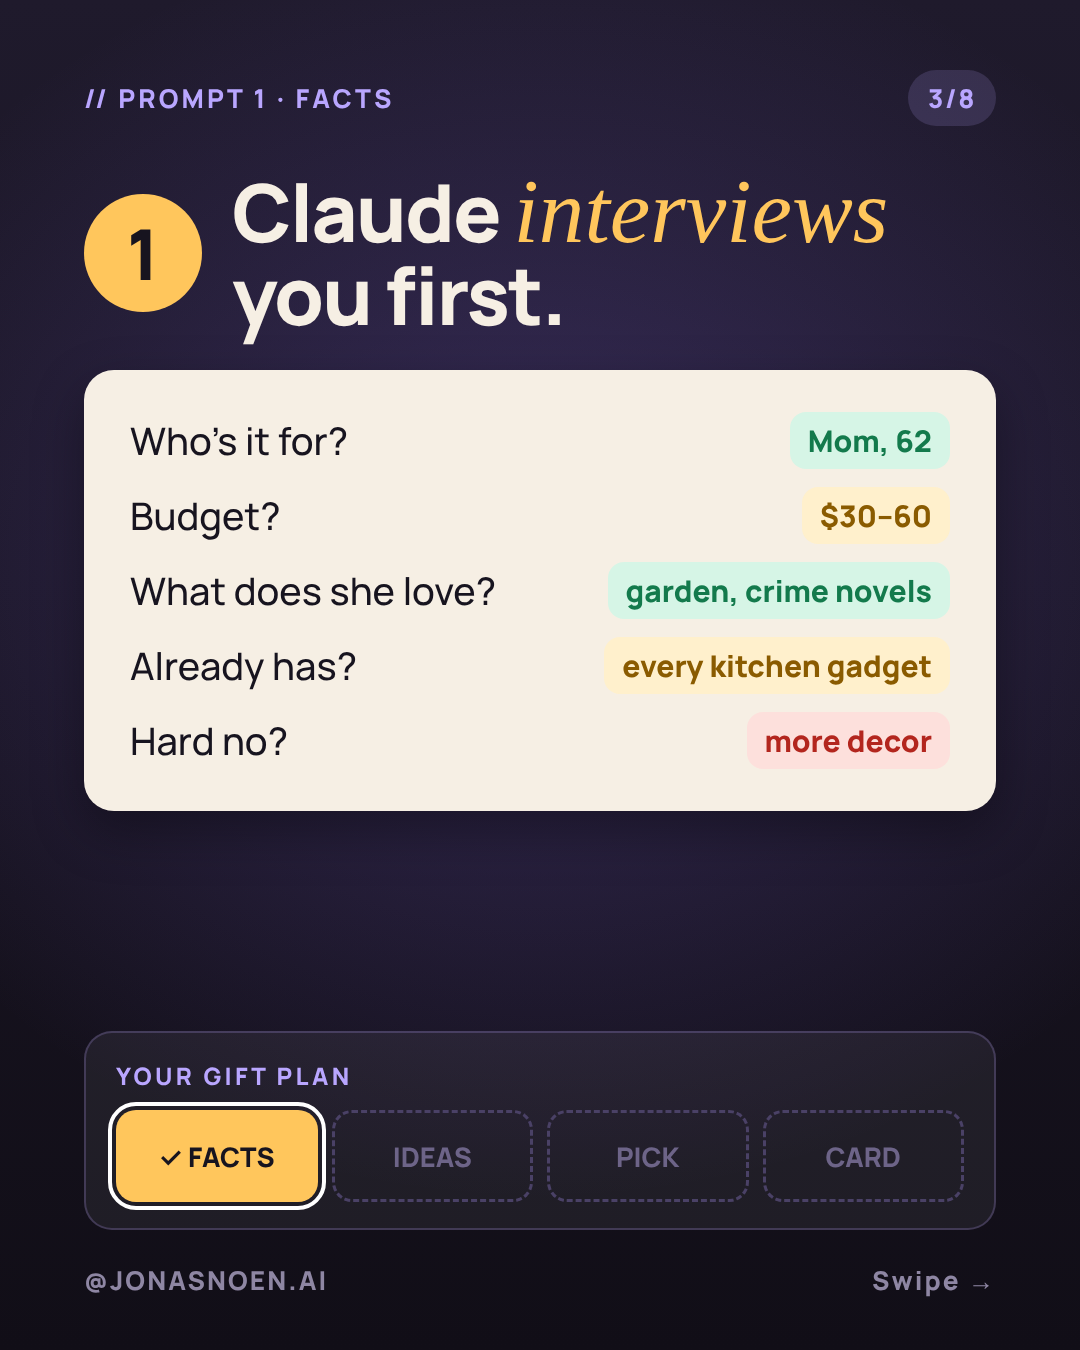 // PROMPT 1 · FACTS
3/8
1
Claude interviews
you first.
Who’s it for?
Mom, 62
Budget?
$30–60
What does she love?
garden, crime novels
Already has?
every kitchen gadget
Hard no?
more decor
YOUR GIFT PLAN
✓ FACTS
IDEAS
PICK
CARD
@JONASNOEN.AI
Swipe →